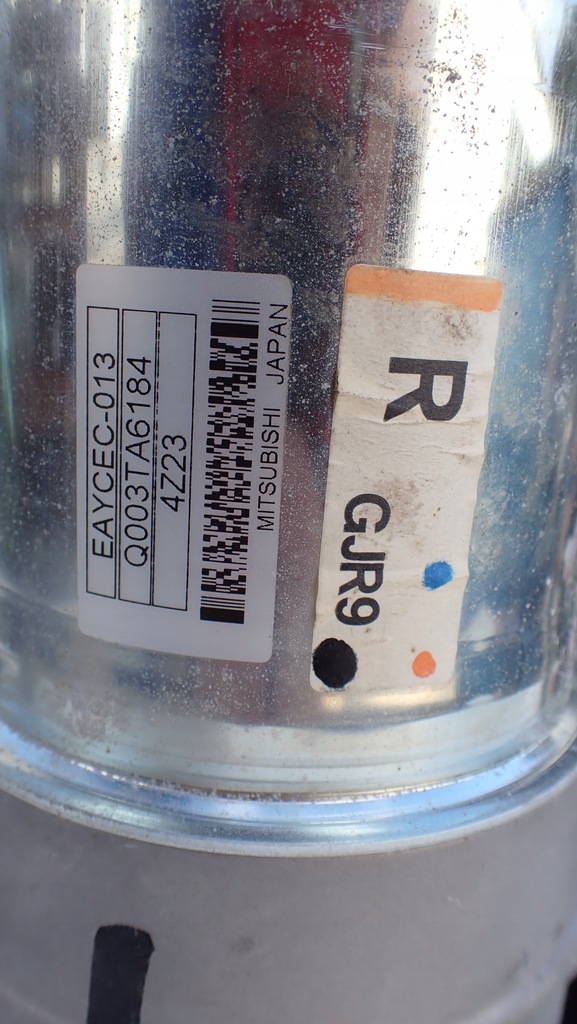 EAYCEC-013
Q003TA6184
4Z23
MITSUBISHI JAPAN
R
GJR9